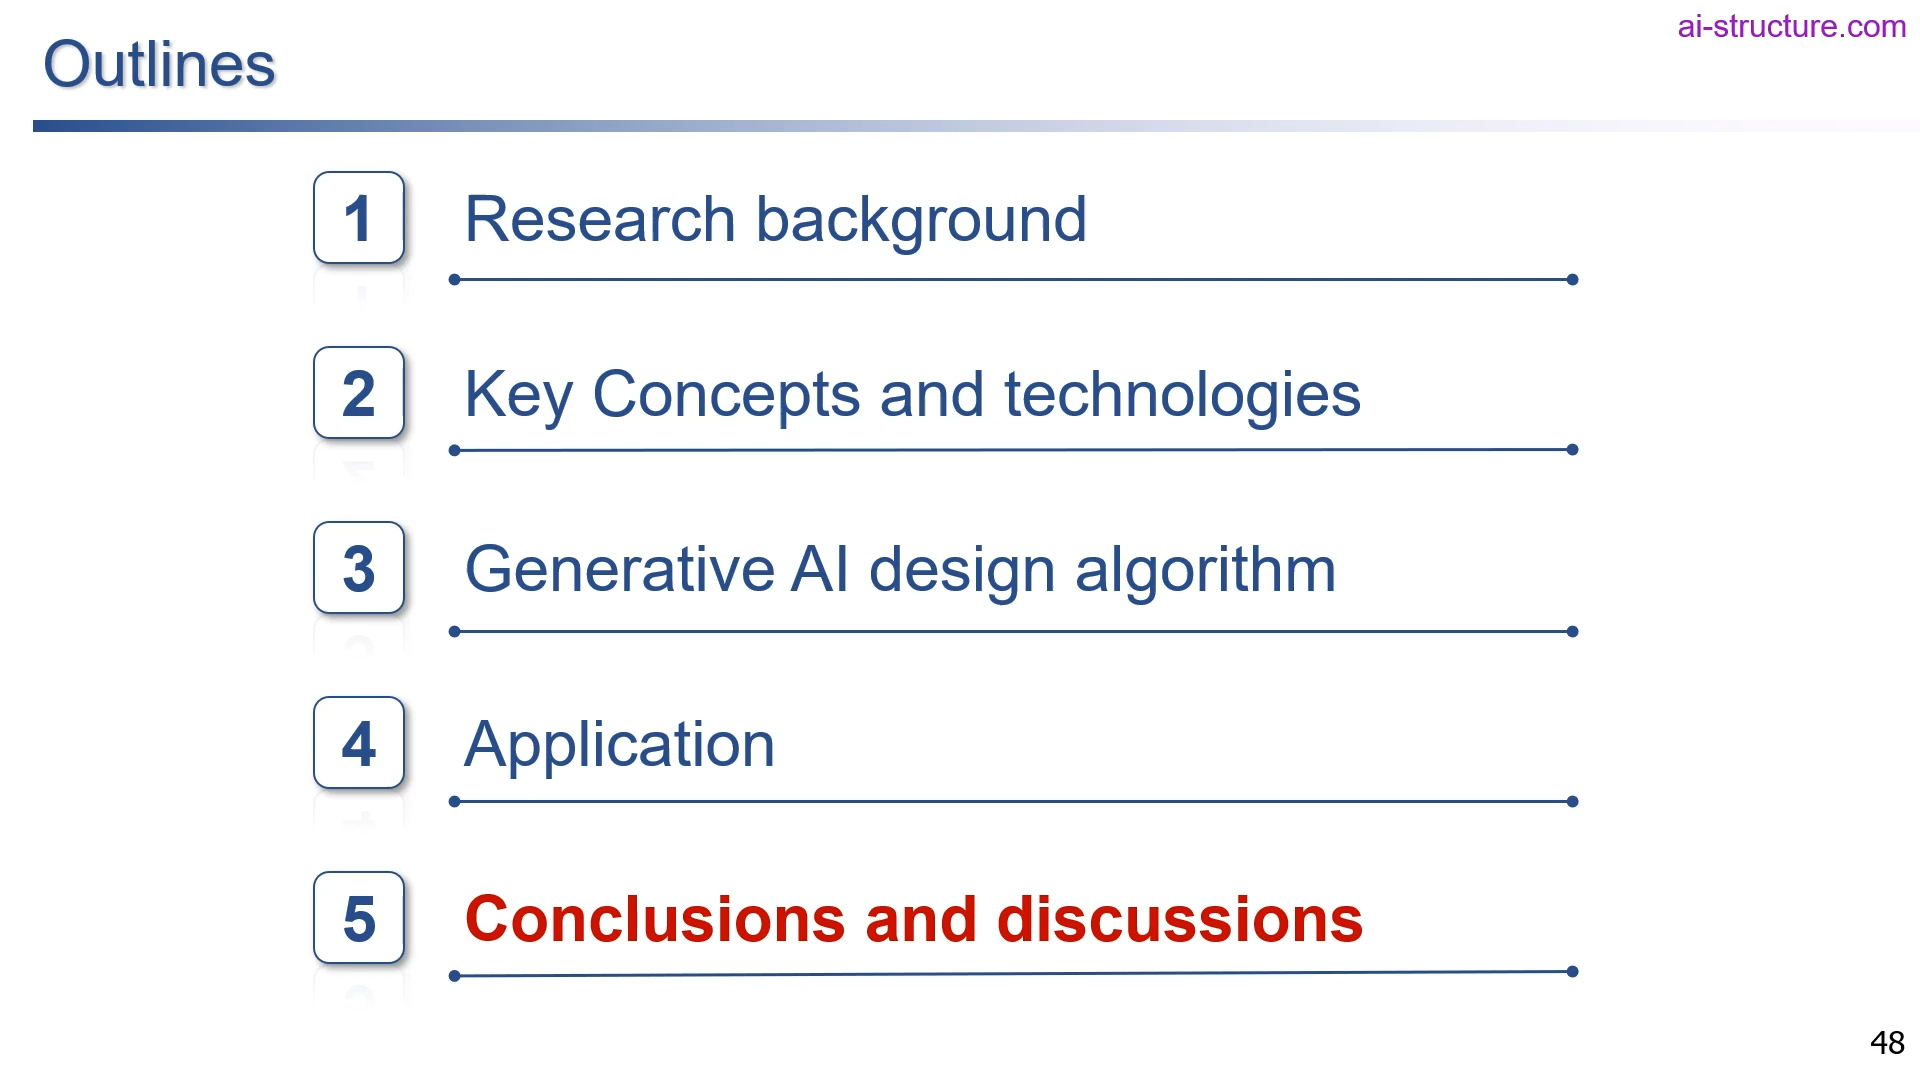 ai-structure.com
Outlines
1 Research background
2 Key Concepts and technologies
3 Generative AI design algorithm
4 Application
5 Conclusions and discussions
48